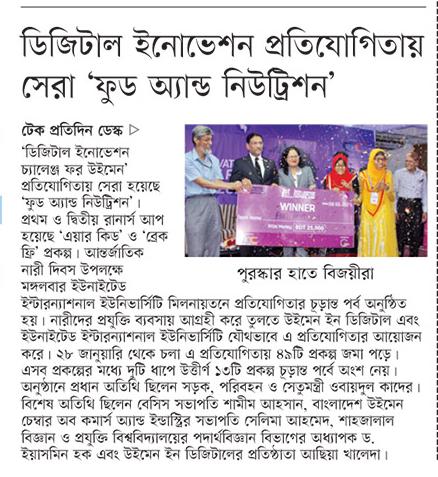 ডিজিটাল ইনোভেশন প্রতিযোগিতায়
সেরা ‘ফুড অ্যান্ড নিউট্রিশন’
টেক প্রতিদিন ডেস্ক ▷
‘ডিজিটাল ইনোভেশন
চ্যালেঞ্জ ফর উইমেন’
প্রতিযোগিতায় সেরা হয়েছে
‘ফুড অ্যান্ড নিউট্রিশন’।
প্রথম ও দ্বিতীয় রানার্স আপ
হয়েছে ‘এয়ার কিড’ ও ‘ব্রেক
ফ্রি’ প্রকল্প। আন্তর্জাতিক
নারী দিবস উপলক্ষে
মঙ্গলবার ইউনাইটেড
WINNER
BDT 25,000
পুরস্কার হাতে বিজয়ীরা
ইন্টারন্যাশনাল ইউনিভার্সিটি মিলনায়তনে প্রতিযোগিতার চূড়ান্ত পর্ব অনুষ্ঠিত
হয়। নারীদের প্রযুক্তি ব্যবসায় আগ্রহী করে তুলতে উইমেন ইন ডিজিটাল এবং
ইউনাইটেড ইন্টারন্যাশনাল ইউনিভার্সিটি যৌথভাবে এ প্রতিযোগিতার আয়োজন
করে। ২৮ জানুয়ারি থেকে চলা এ প্রতিযোগিতায় ৪৯টি প্রকল্প জমা পড়ে।
এসব প্রকল্পের মধ্যে দুটি ধাপে উত্তীর্ণ ১৩টি প্রকল্প চূড়ান্ত পর্বে অংশ নেয়।
অনুষ্ঠানে প্রধান অতিথি ছিলেন সড়ক, পরিবহন ও সেতুমন্ত্রী ওবায়দুল কাদের।
বিশেষ অতিথি ছিলেন বেসিস সভাপতি শামীম আহসান, বাংলাদেশ উইমেন
চেম্বার অব কমার্স অ্যান্ড ইন্ডাস্ট্রির সভাপতি সেলিমা আহমেদ, শাহজালাল
বিজ্ঞান ও প্রযুক্তি বিশ্ববিদ্যালয়ের পদার্থবিজ্ঞান বিভাগের অধ্যাপক ড.
ইয়াসমিন হক এবং উইমেন ইন ডিজিটালের প্রতিষ্ঠাতা আছিয়া খালেদা।